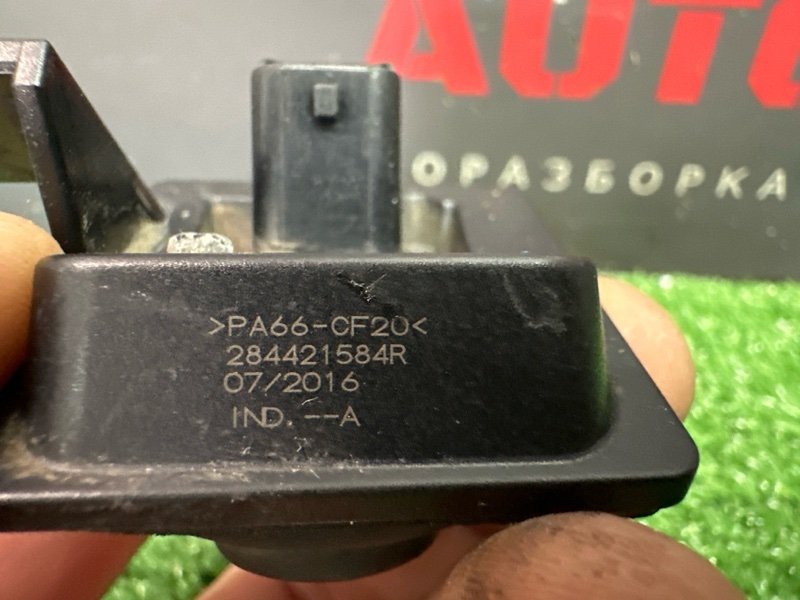 AUTO
ОРАЗБОРКА
>PA66-CF20<
284421584R
07/2016
IND. --A